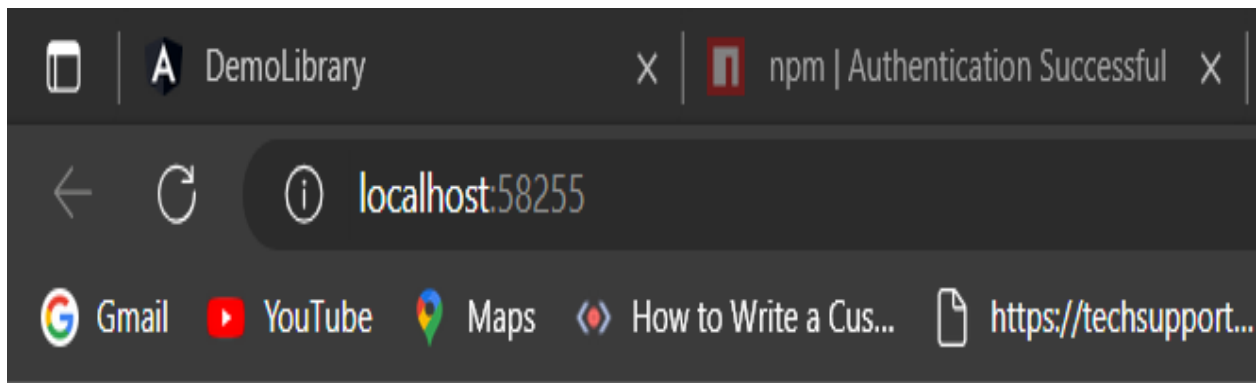 DemoLibrary npm | Authentication Successful
localhost:58255
Gmail YouTube Maps How to Write a Cus... https://techsupport...